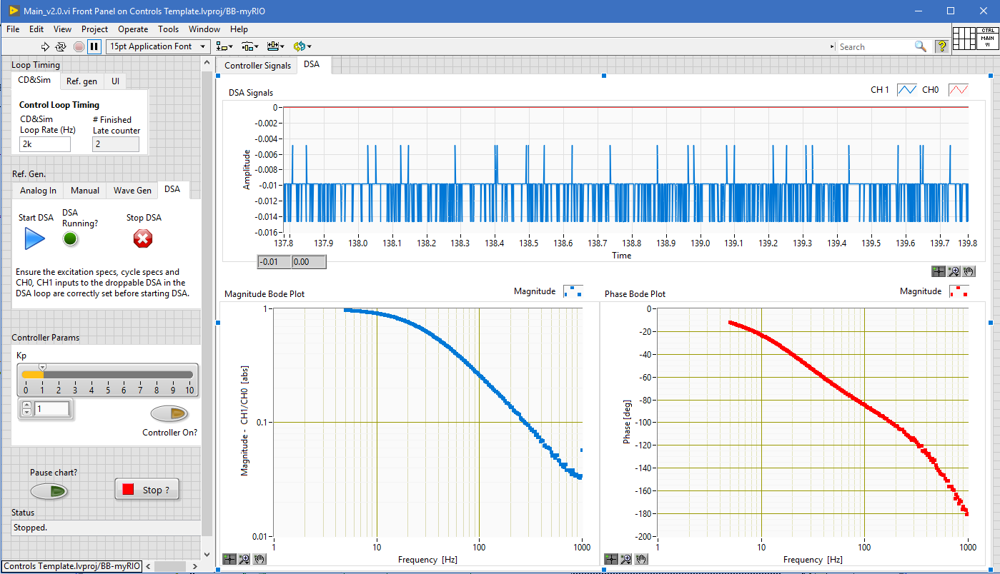 Main_v2.0.vi Front Panel on Controls Template.lvproj/BB-myRIO
File Edit View Project Operate Tools Window Help
15pt Application Font
Search
?
CTRL
MAIN
VI
Loop Timing
CD&Sim Ref. gen UI
Control Loop Timing
CD&Sim
Loop Rate (Hz)
# Finished
Late counter
2k
2
Ref. Gen.
Analog In Manual Wave Gen DSA
Start DSA
DSA
Running?
Stop DSA
Ensure the excitation specs, cycle specs and
CH0, CH1 inputs to the droppable DSA in the
DSA loop are correctly set before starting DSA.
Controller Params
Kp
0 1 2 3 4 5 6 7 8 9 10
1
Controller On?
Pause chart?
Stop ?
Status
Stopped.
Controls Template.lvproj/BB-myRIO
Controller Signals DSA
DSA Signals
CH 1 CH0
Amplitude
0
-0.002
-0.004
-0.006
-0.008
-0.01
-0.012
-0.014
-0.016
137.8 137.9 138.0 138.1 138.2 138.3 138.4 138.5 138.6 138.7 138.8 138.9 139.0 139.1 139.2 139.3 139.4 139.5 139.6 139.7 139.8
Time
-0.01 0.00
Magnitude Bode Plot
Magnitude
Magnitude - CH1/CH0 [abs]
1
0.1
0.01
1 10 100 1000
Frequency [Hz]
Phase Bode Plot
Magnitude
Phase [deg]
0
-20
-40
-60
-80
-100
-120
-140
-160
-180
-200
1 10 100 1000
Frequency [Hz]